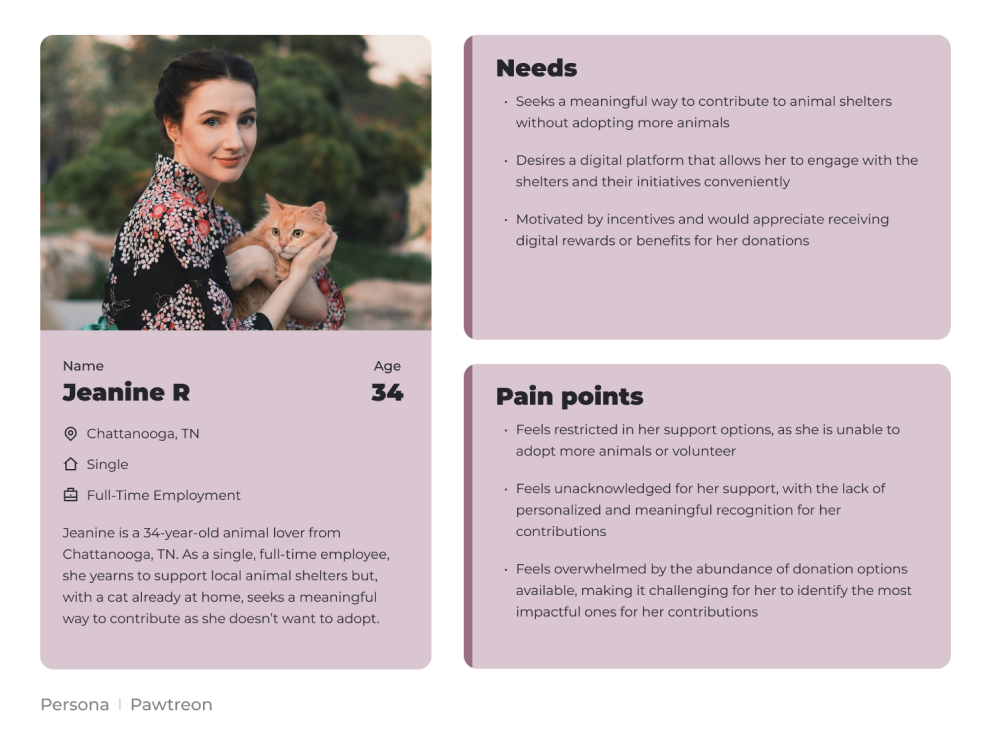 Name
Age
Jeanine R
34
Chattanooga, TN
Single
Full-Time Employment
Jeanine is a 34-year-old animal lover from
Chattanooga, TN. As a single, full-time employee,
she yearns to support local animal shelters but,
with a cat already at home, seeks a meaningful
way to contribute as she doesn't want to adopt.
Needs
• Seeks a meaningful way to contribute to animal shelters
without adopting more animals
• Desires a digital platform that allows her to engage with the
shelters and their initiatives conveniently
• Motivated by incentives and would appreciate receiving
digital rewards or benefits for her donations
Pain points
• Feels restricted in her support options, as she is unable to
adopt more animals or volunteer
• Feels unacknowledged for her support, with the lack of
personalized and meaningful recognition for her
contributions
• Feels overwhelmed by the abundance of donation options
available, making it challenging for her to identify the most
impactful ones for her contributions
Persona | Pawtreon